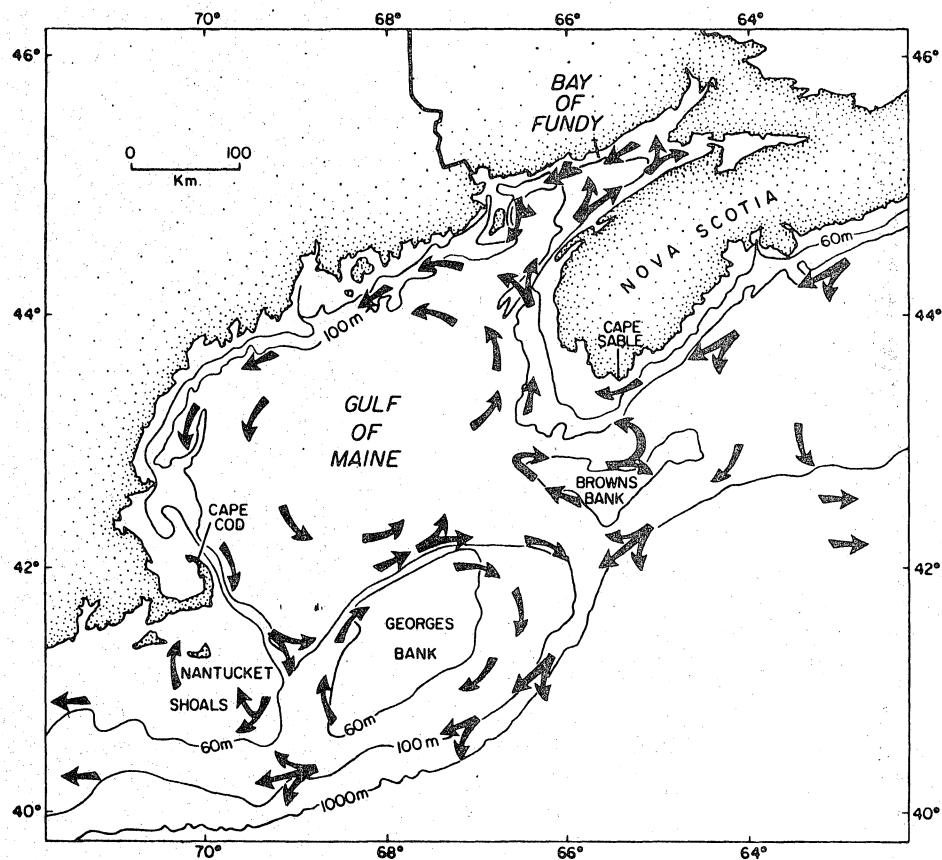 70° 68° 66° 64°
46° 46°
BAY
OF
FUNDY
0 100
Km.
NOVA SCOTIA
60m
44° 44°
100m
CAPE
SABLE
GULF
OF
MAINE
BROWNS
BANK
CAPE
COD
42° 42°
GEORGES
BANK
NANTUCKET
SHOALS
60m
60m
100m
1000m
40° 40°
70° 68° 66° 64°